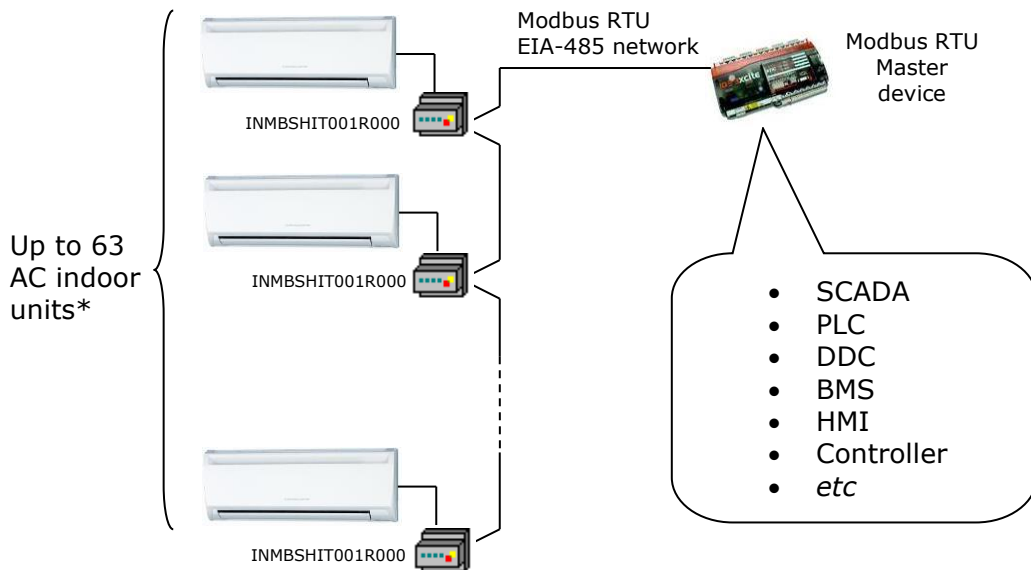 Modbus RTU
EIA-485 network
Modbus RTU
Master
device
INMBSHIT001R000
Up to 63
AC indoor
units*
INMBSHIT001R000
• SCADA
• PLC
• DDC
• BMS
• HMI
• Controller
• etc
INMBSHIT001R000